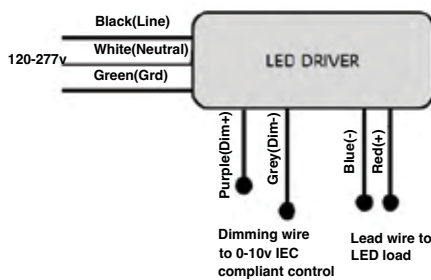 Black(Line)
White(Neutral)
120-277v
Green(Grd)
LED DRIVER
Purple(Dim+)
Grey(Dim-)
Blue(-)
Red(+)
Dimming wire
to 0-10v IEC
compliant control
Lead wire to
LED load